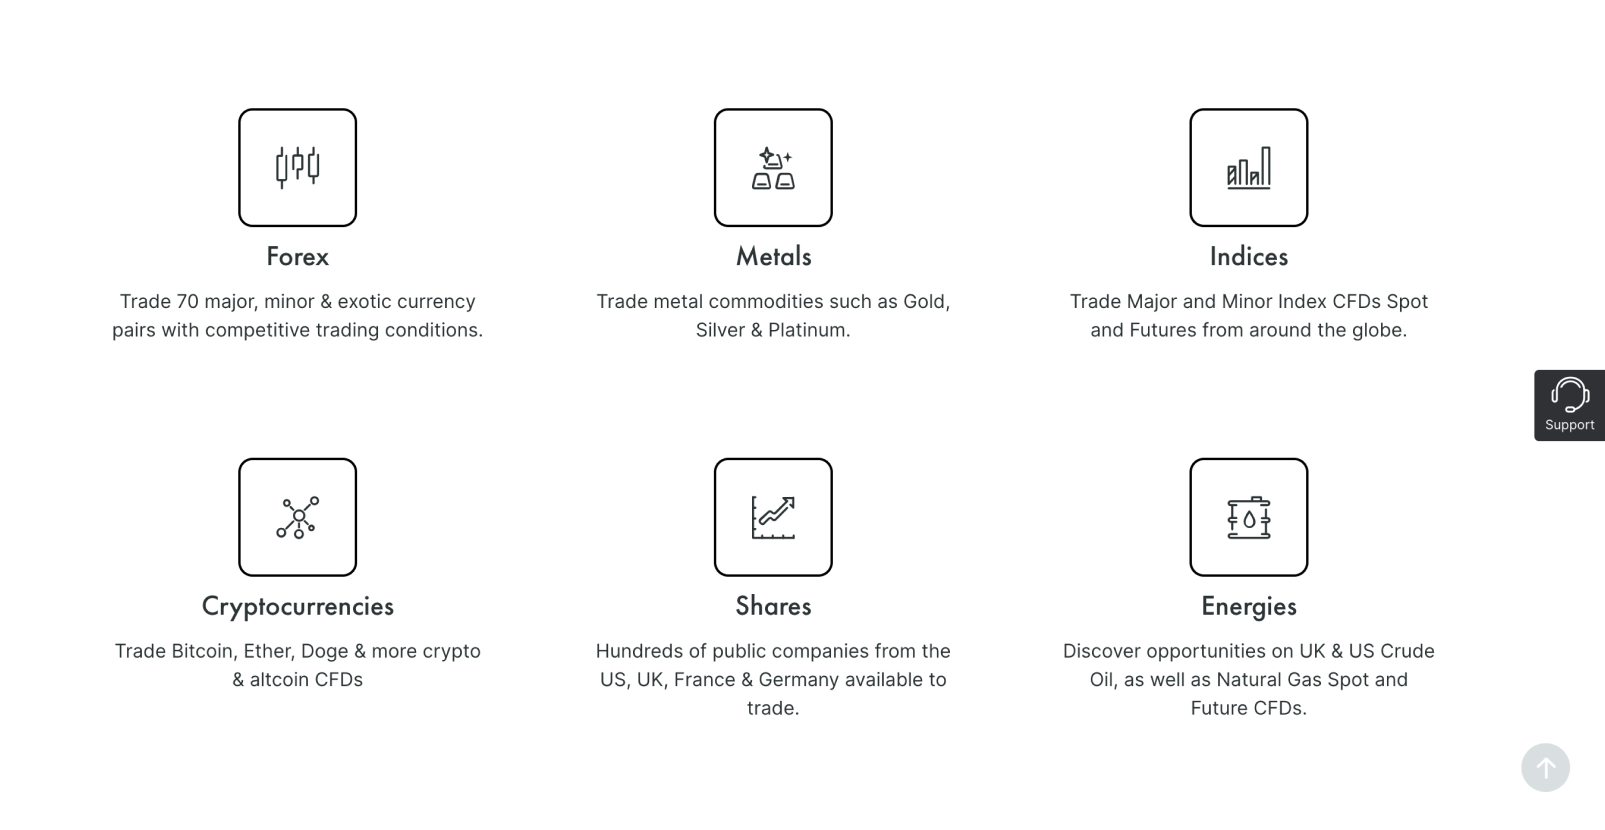 Forex
Trade 70 major, minor & exotic currency
pairs with competitive trading conditions.
Metals
Trade metal commodities such as Gold,
Silver & Platinum.
Indices
Trade Major and Minor Index CFDs Spot
and Futures from around the globe.
Support
Cryptocurrencies
Trade Bitcoin, Ether, Doge & more crypto
& altcoin CFDs
Shares
Hundreds of public companies from the
US, UK, France & Germany available to
trade.
Energies
Discover opportunities on UK & US Crude
Oil, as well as Natural Gas Spot and
Future CFDs.